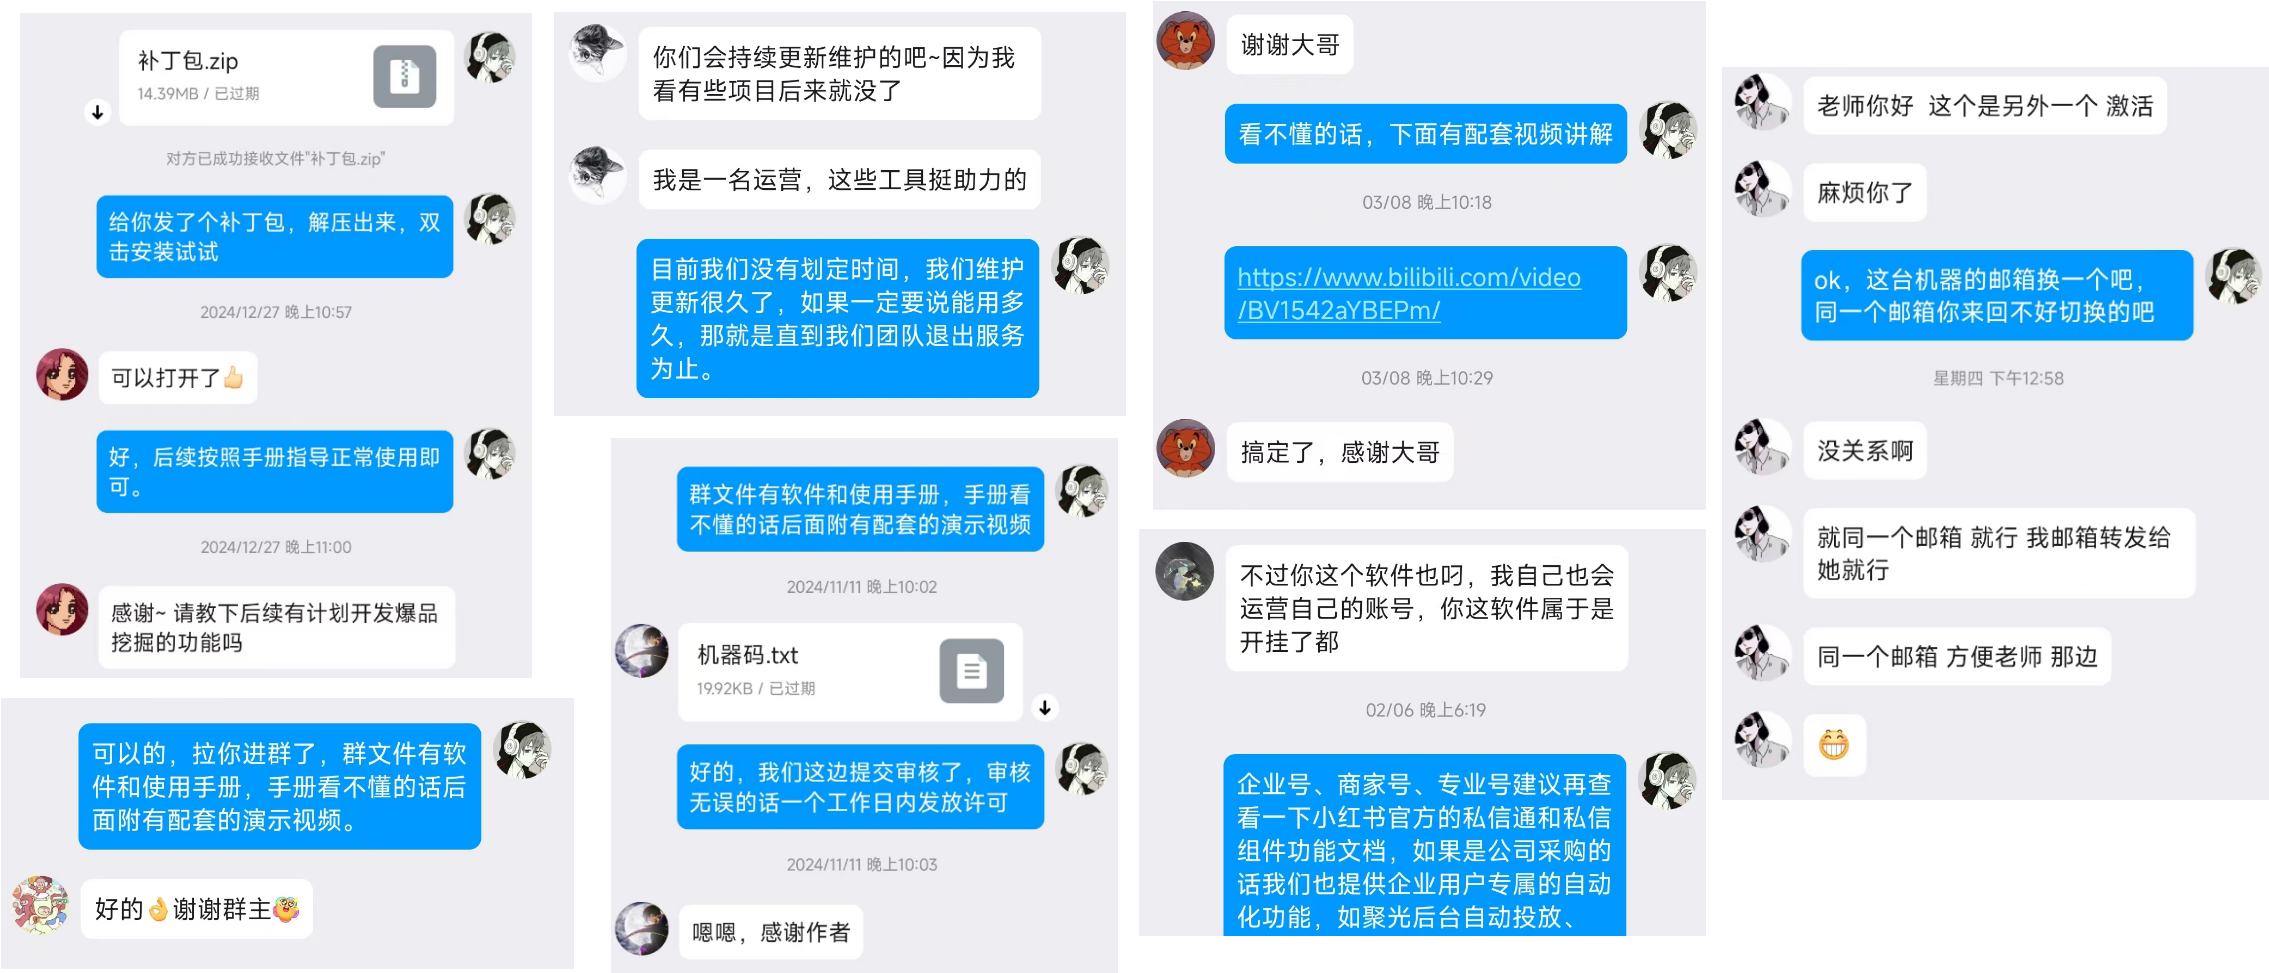 补丁包.zip
14.39MB / 已过期
对方已成功接收文件"补丁包.zip"
给你发了个补丁包，解压出来，双
击安装试试
2024/12/27 晚上10:57
可以打开了👍
好，后续按照手册指导正常使用即
可。
2024/12/27 晚上11:00
感谢~ 请教下后续有计划开发爆品
挖掘的功能吗
可以的，拉你进群了，群文件有软
件和使用手册，手册看不懂的话后
面附有配套的演示视频。
好的👌谢谢群主🥳
你们会持续更新维护的吧~因为我
看有些项目后来就没了
我是一名运营，这些工具挺助力的
目前我们没有划定时间，我们维护
更新很久了，如果一定要说能用多
久，那就是直到我们团队退出服务
为止。
群文件有软件和使用手册，手册看
不懂的话后面附有配套的演示视频
2024/11/11 晚上10:02
机器码.txt
19.92KB / 已过期
好的，我们这边提交审核了，审核
无误的话一个工作日内发放许可
2024/11/11 晚上10:03
嗯嗯，感谢作者
谢谢大哥
看不懂的话，下面有配套视频讲解
03/08 晚上10:18
https://www.bilibili.com/video
/BV1542aYBEPm/
03/08 晚上10:29
搞定了，感谢大哥
不过你这个软件也叼，我自己也会
运营自己的账号，你这软件属于是
开挂了都
02/06 晚上6:19
企业号、商家号、专业号建议再查
看一下小红书官方的私信通和私信
组件功能文档，如果是公司采购的
话我们也提供企业用户专属的自动
化功能，如聚光后台自动投放、
老师你好 这个是另外一个 激活
麻烦你了
ok，这台机器的邮箱换一个吧，
同一个邮箱你来回不好切换的吧
星期四 下午12:58
没关系啊
就同一个邮箱 就行 我邮箱转发给
她就行
同一个邮箱 方便老师 那边
😁